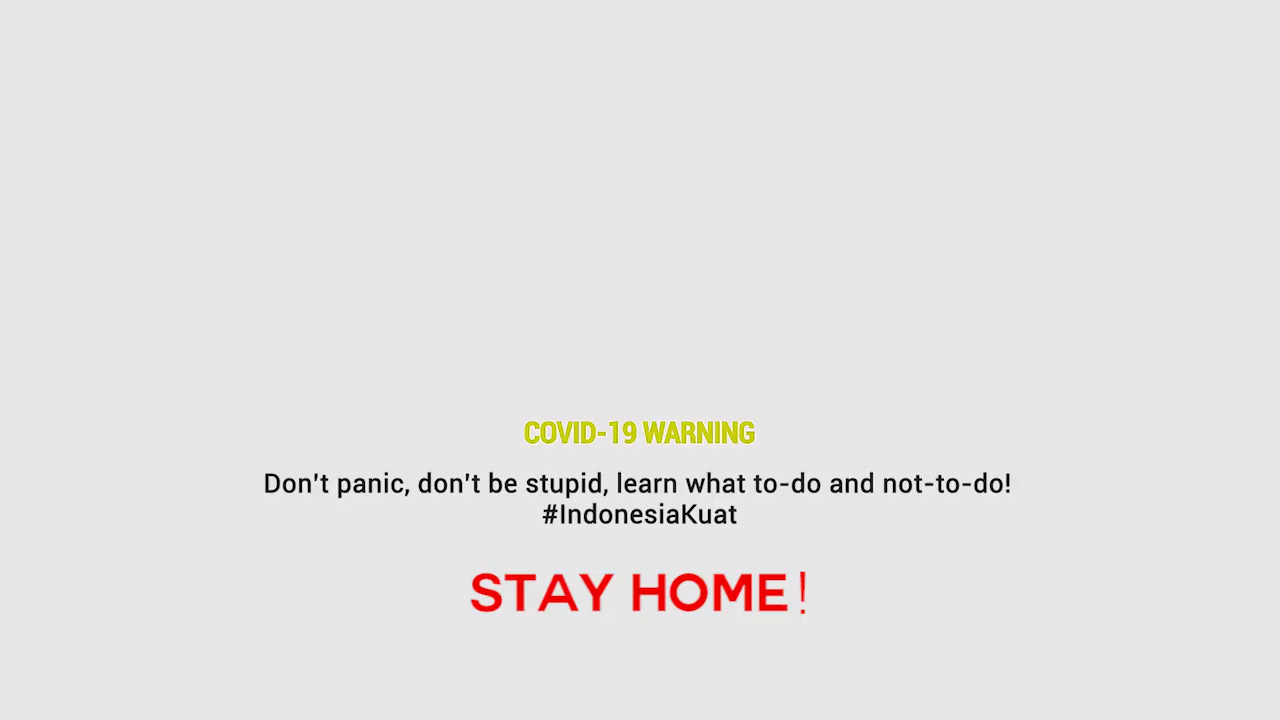 COVID-19 WARNING
Don't panic, don't be stupid, learn what to-do and not-to-do!
#IndonesiaKuat
STAY HOME!